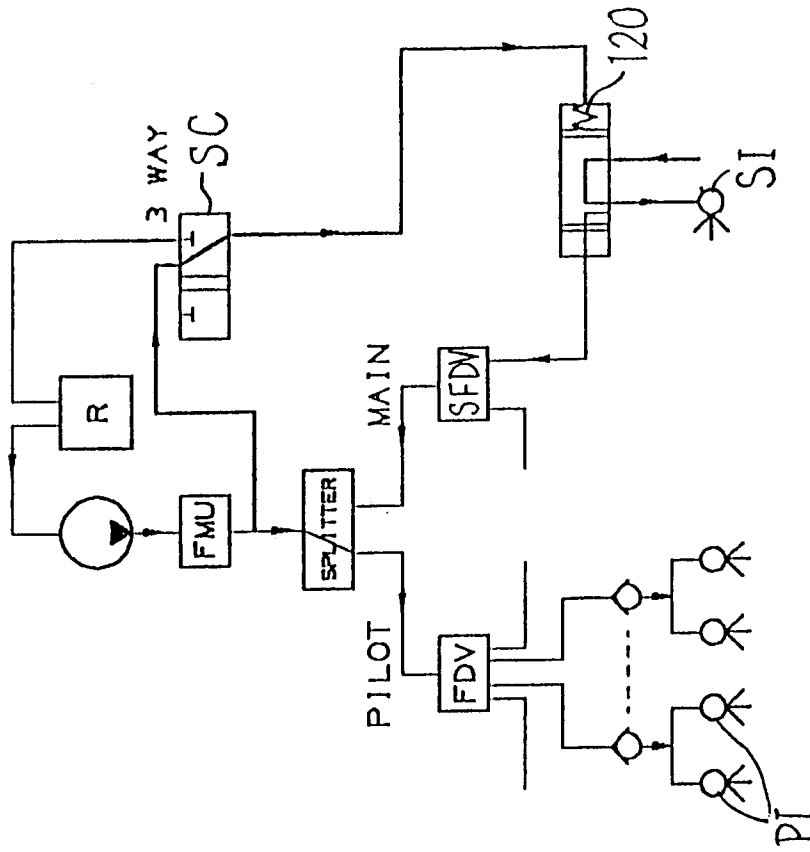 3 WAY
SC
R
FMU
SPLITTER
MAIN
PILOT
SFDV
FDV
120
SI
PI